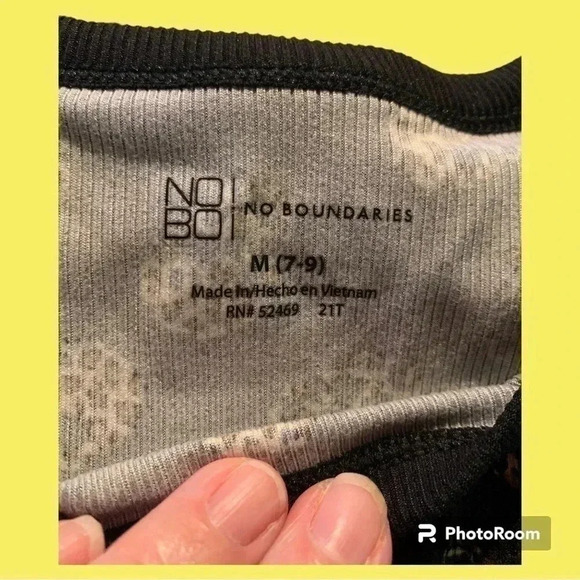 NO
BO
NO BOUNDARIES
M (7-9)
Made In/Hecho en Vietnam
RN# 52469 21T
PhotoRoom